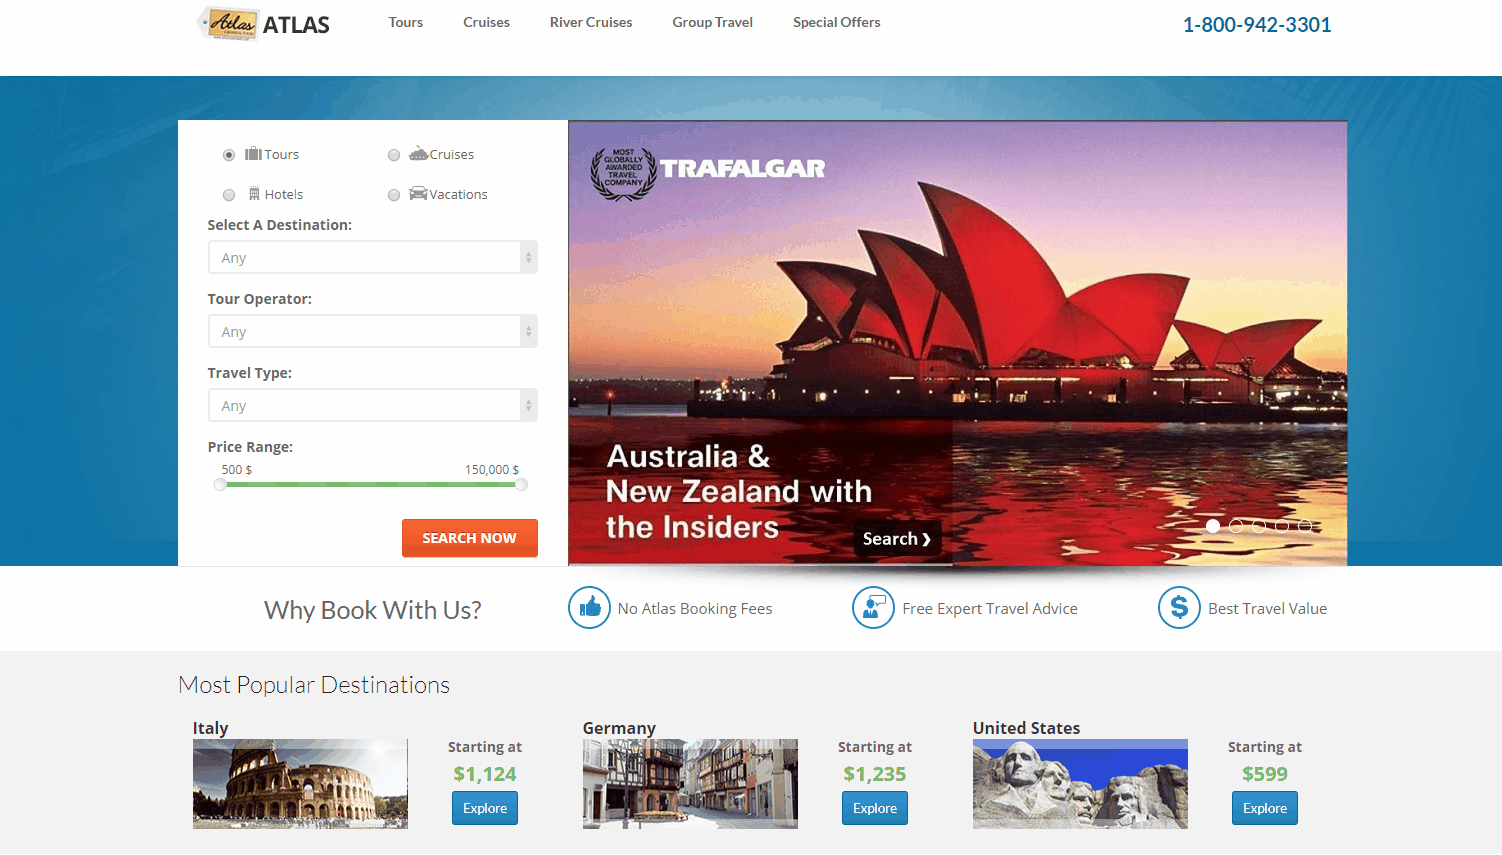 Atlas
ATLAS
Tours
Cruises
River Cruises
Group Travel
Special Offers
1-800-942-3301
Tours
Cruises
Hotels
Vacations
Select A Destination:
Any
Tour Operator:
Any
Travel Type:
Any
Price Range:
500 $
150,000 $
SEARCH NOW
MOST
GLOBALLY
AWARDED
TRAVEL
COMPANY
TRAFALGAR
Australia &
New Zealand with
the Insiders
Search ❯
Why Book With Us?
No Atlas Booking Fees
Free Expert Travel Advice
$
Best Travel Value
Most Popular Destinations
Italy
Starting at
$1,124
Explore
Germany
Starting at
$1,235
Explore
United States
Starting at
$599
Explore